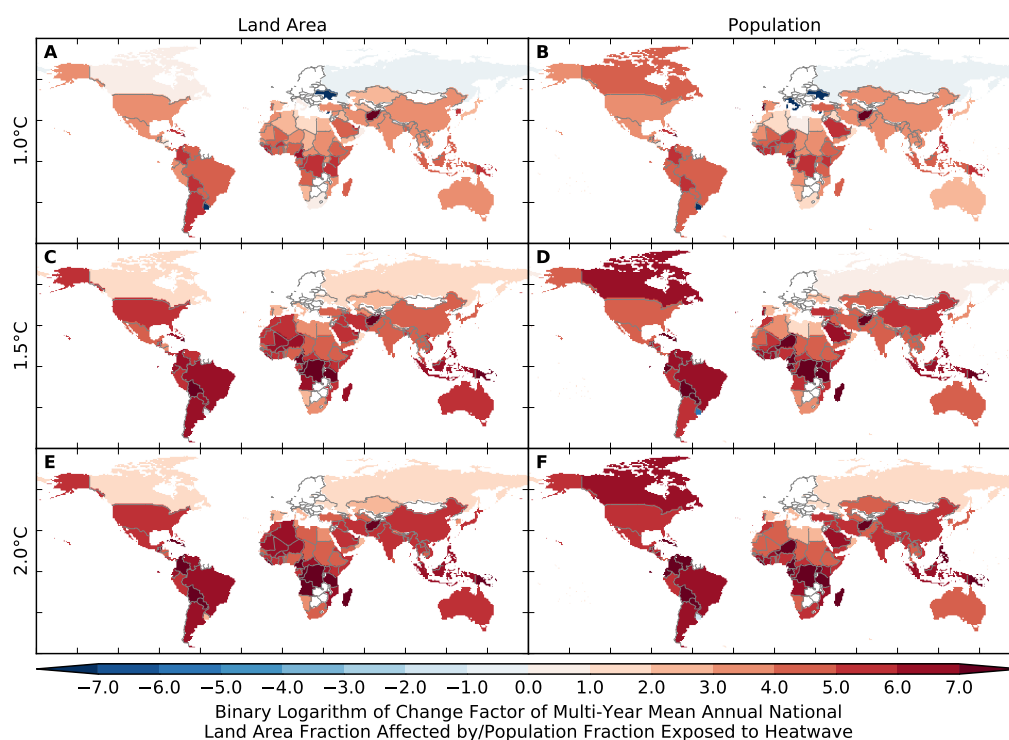 Land Area
Population
A
B
1.0°C
C
D
1.5°C
E
F
2.0°C
−7.0 −6.0 −5.0 −4.0 −3.0 −2.0 −1.0 0.0 1.0 2.0 3.0 4.0 5.0 6.0 7.0
Binary Logarithm of Change Factor of Multi-Year Mean Annual National
Land Area Fraction Affected by/Population Fraction Exposed to Heatwave